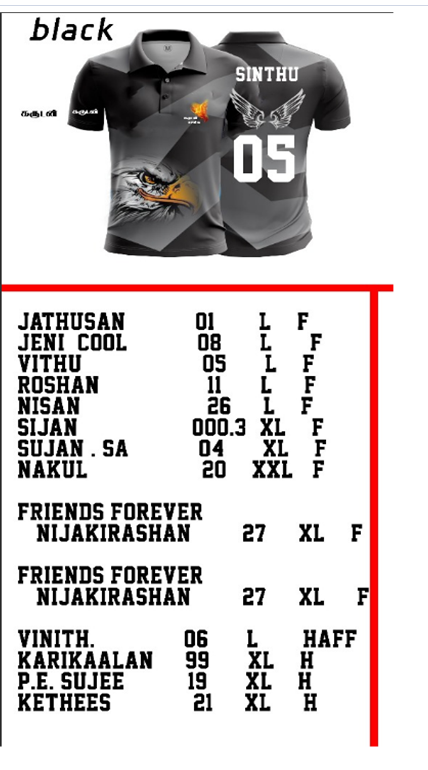 black
SINTHU
கருடன் கருடன்
05
JATHUSAN 01 L F
JENI COOL 08 L F
VITHU 05 L F
ROSHAN 11 L F
NISAN 26 L F
SIJAN 000.3 XL F
SUJAN . SA 04 XL F
NAKUL 20 XXL F
FRIENDS FOREVER
NIJAKIRASHAN 27 XL F
FRIENDS FOREVER
NIJAKIRASHAN 27 XL F
VINITH. 06 L HAFF
KARIKAALAN 99 XL H
P.E. SUJEE 19 XL H
KETHEES 21 XL H